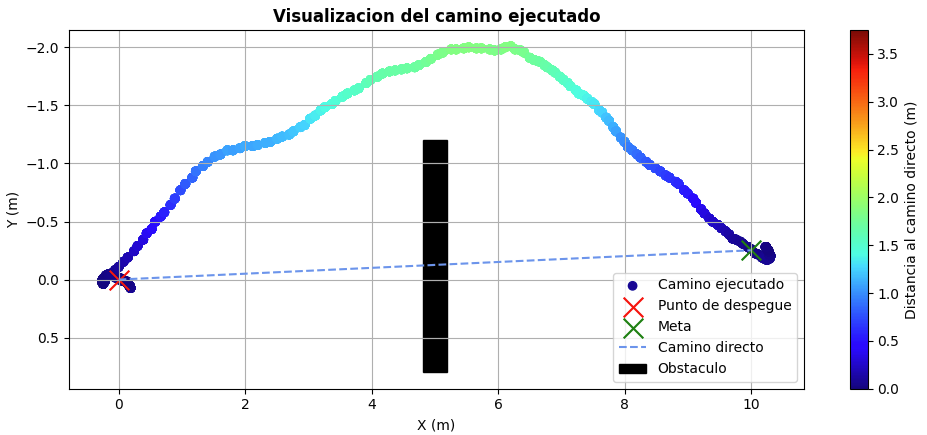 Visualizacion del camino ejecutado
Y (m)
−2.0
−1.5
−1.0
−0.5
0.0
0.5
0
2
4
6
8
10
X (m)
Camino ejecutado
Punto de despegue
Meta
Camino directo
Obstaculo
3.5
3.0
2.5
2.0
1.5
1.0
0.5
0.0
Distancia al camino directo (m)